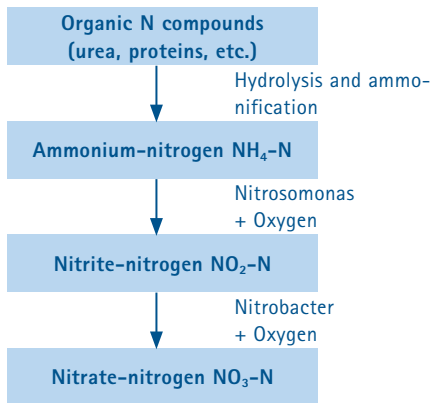 Organic N compounds
(urea, proteins, etc.)
Hydrolysis and ammo-
nification
Ammonium-nitrogen NH₄-N
Nitrosomonas
+ Oxygen
Nitrite-nitrogen NO₂-N
Nitrobacter
+ Oxygen
Nitrate-nitrogen NO₃-N